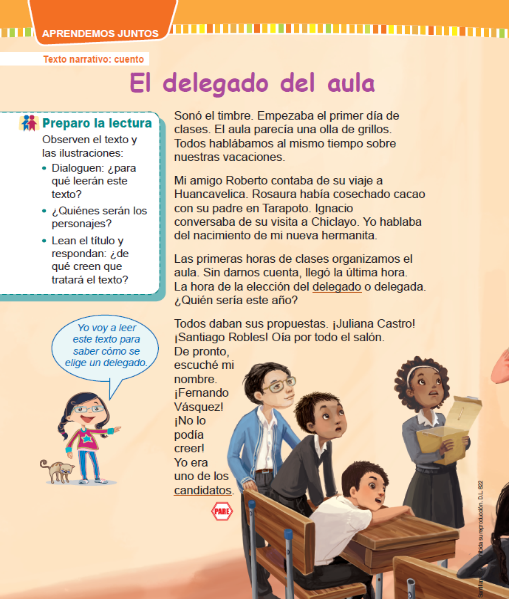 APRENDEMOS JUNTOS
Texto narrativo: cuento
El delegado del aula
Preparo la lectura
Observen el texto y
las ilustraciones:
• Dialoguen: ¿para
qué leerán este
texto?
• ¿Quiénes serán los
personajes?
• Lean el título y
respondan: ¿de
qué creen que
tratará el texto?
Yo voy a leer
este texto para
saber cómo se
elige un delegado.
Sonó el timbre. Empezaba el primer día de
clases. El aula parecía una olla de grillos.
Todos hablábamos al mismo tiempo sobre
nuestras vacaciones.
Mi amigo Roberto contaba de su viaje a
Huancavelica. Rosaura había cosechado cacao
con su padre en Tarapoto. Ignacio
conversaba de su visita a Chiclayo. Yo hablaba
del nacimiento de mi nueva hermanita.
Las primeras horas de clases organizamos el
aula. Sin darnos cuenta, llegó la última hora.
La hora de la elección del delegado o delegada.
¿Quién sería este año?
Todos daban sus propuestas. ¡Juliana Castro!
¡Santiago Robles! Oía por todo el salón.
De pronto,
escuché mi
nombre.
¡Fernando
Vásquez!
¡No lo
podía
creer!
Yo era
uno de los
candidatos.
PARE
su reproducción. D.L. 822